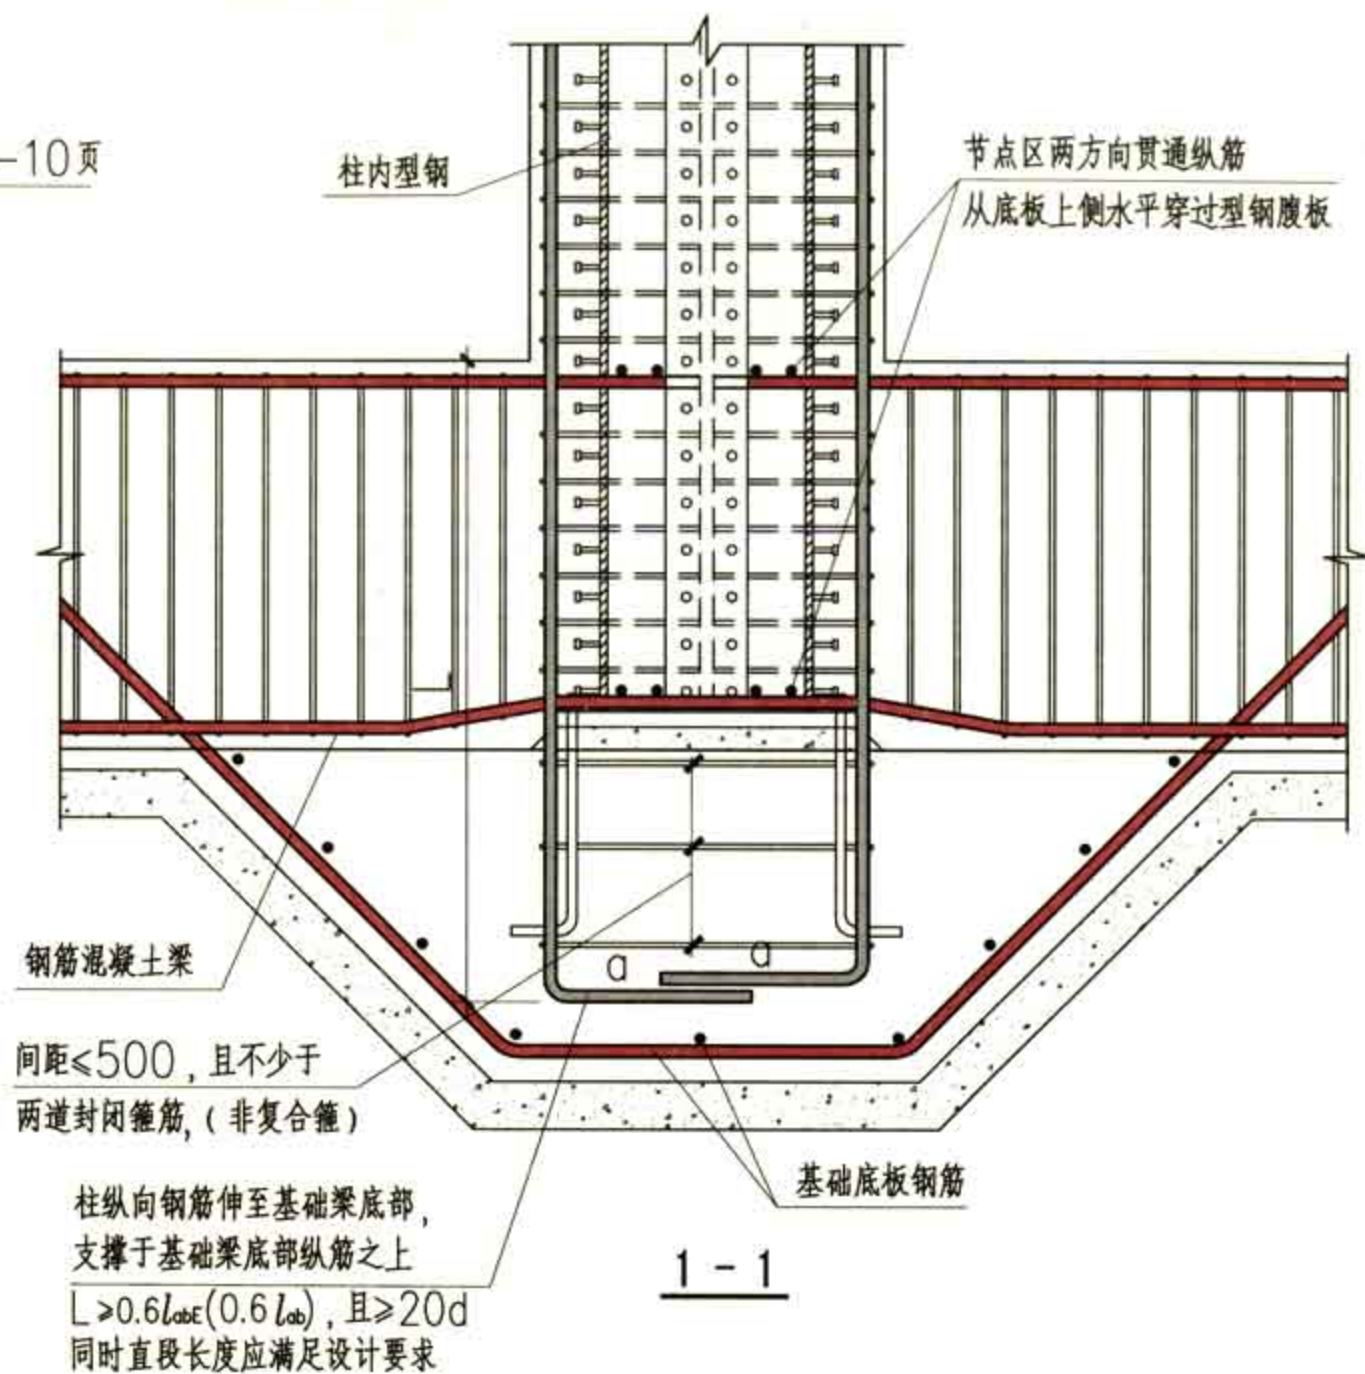 -10页
柱内型钢
节点区两方向贯通纵筋
从底板上侧水平穿过型钢腹板
L
钢筋混凝土梁
a
a
间距≤500，且不少于
两道封闭箍筋,（非复合箍）
柱纵向钢筋伸至基础梁底部,
支撑于基础梁底部纵筋之上
L≥0.6labE(0.6lab)，且≥20d
同时直段长度应满足设计要求
基础底板钢筋
1-1